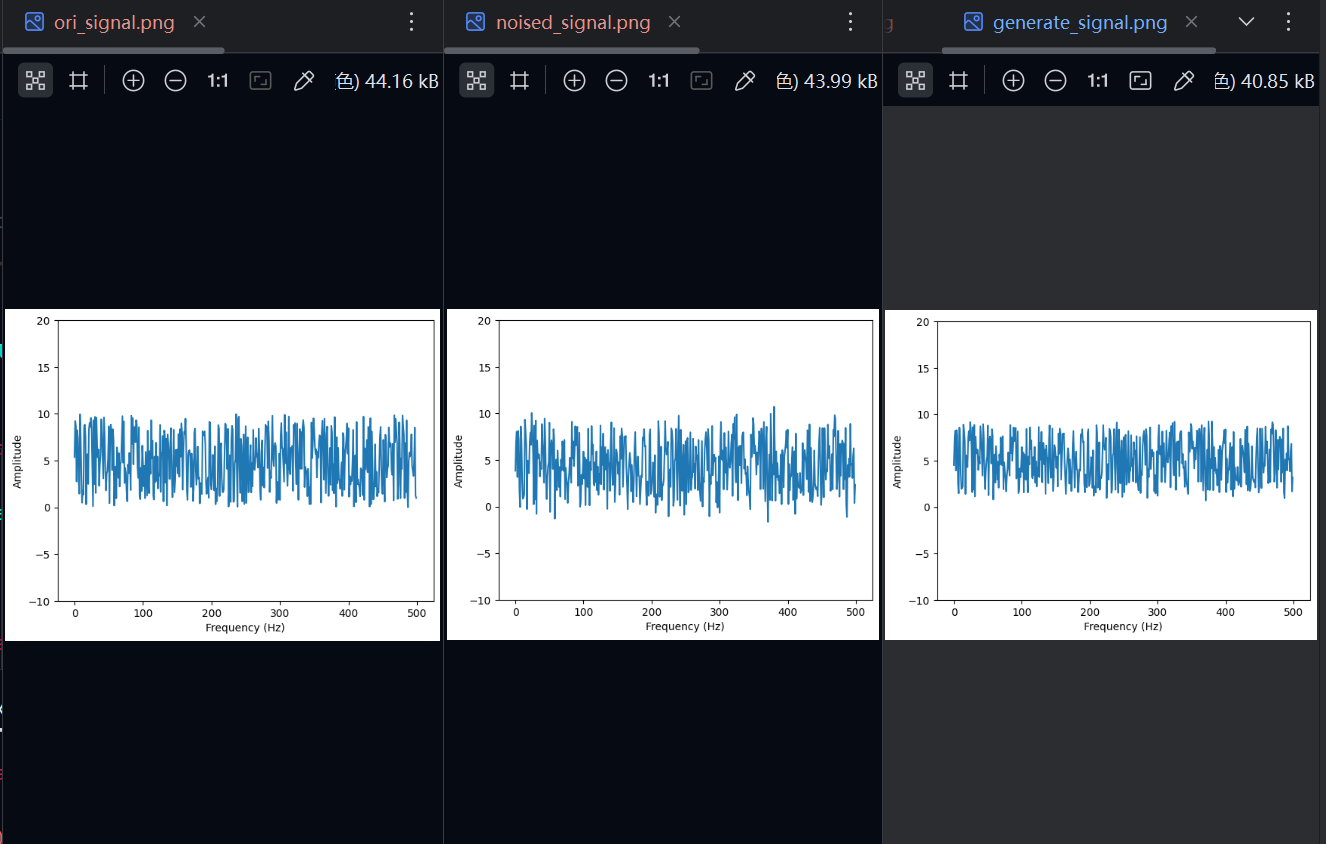 ori_signal.png
noised_signal.png
generate_signal.png
1:1
色) 44.16 kB
1:1
色) 43.99 kB
1:1
色) 40.85 kB
20
15
10
5
0
−5
−10
Amplitude
0 100 200 300 400 500
Frequency (Hz)
20
15
10
5
0
−5
−10
Amplitude
0 100 200 300 400 500
Frequency (Hz)
20
15
10
5
0
−5
−10
Amplitude
0 100 200 300 400 500
Frequency (Hz)